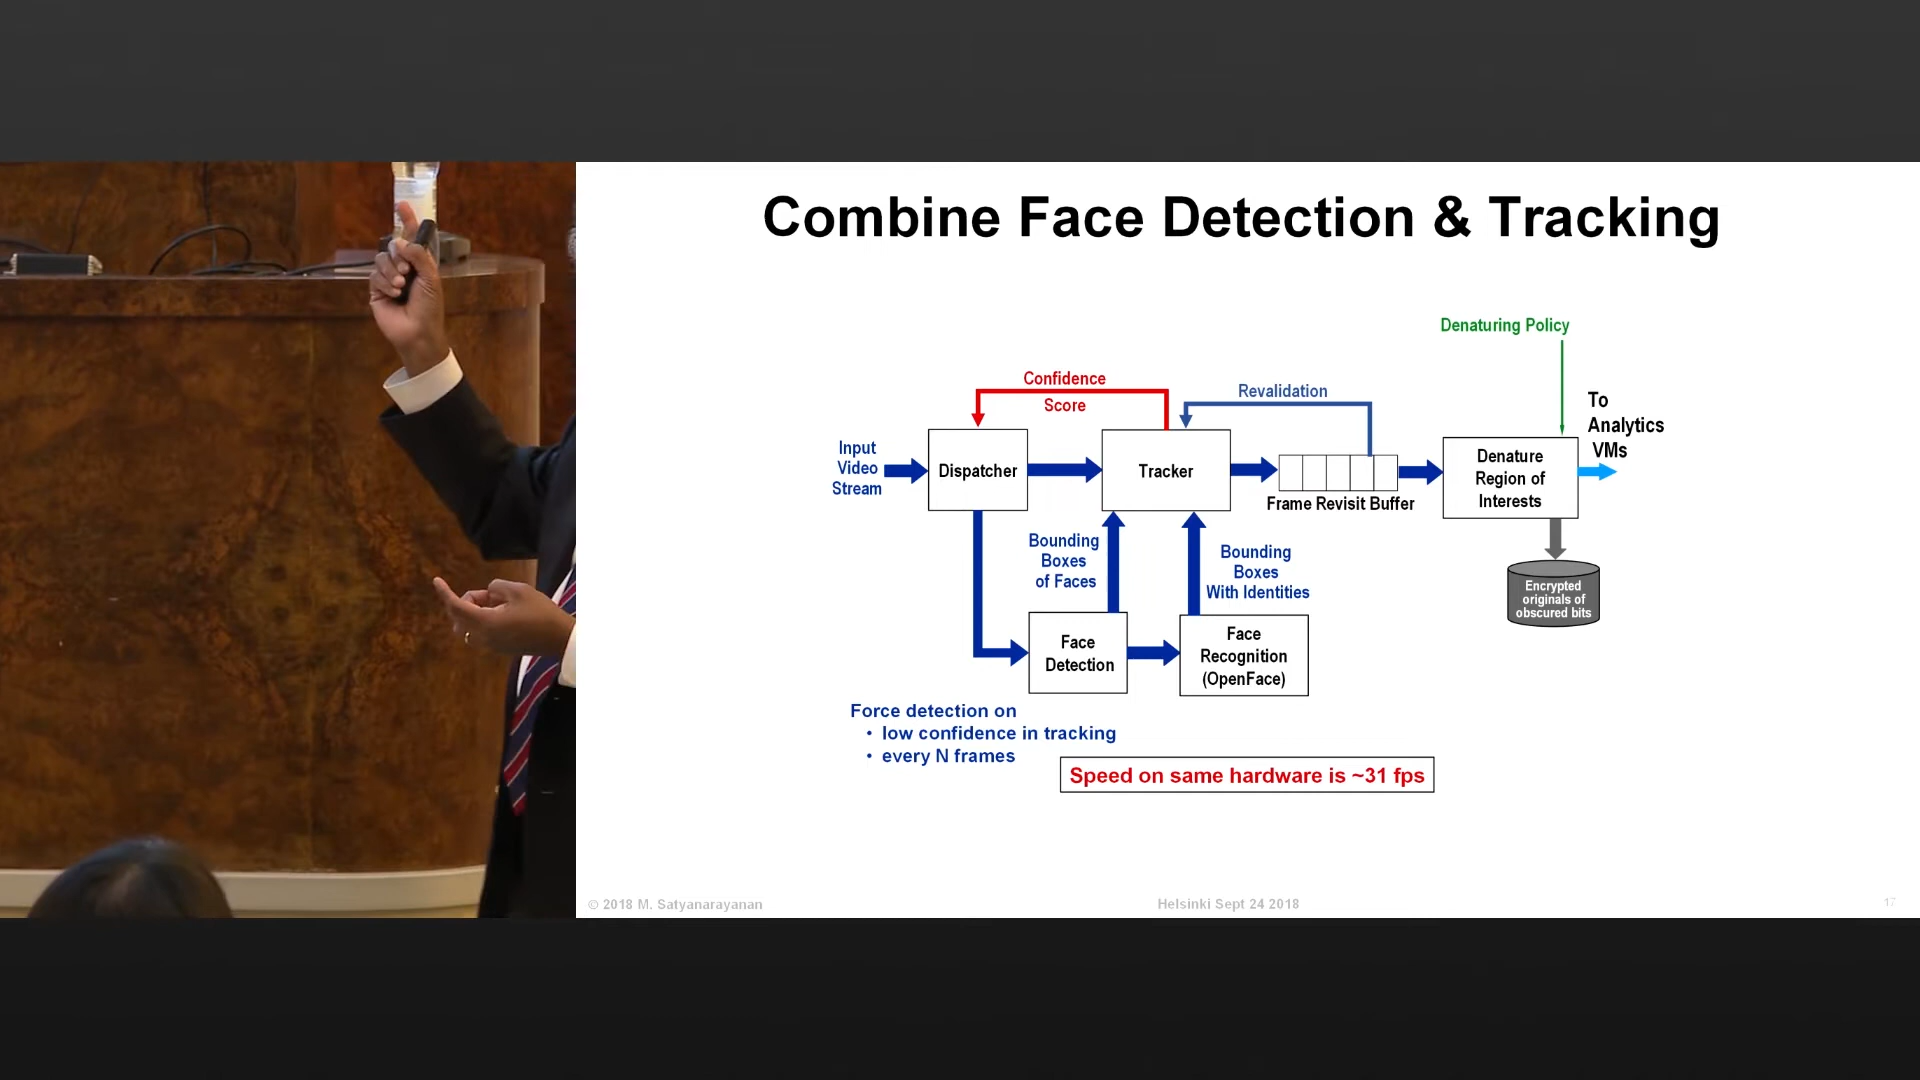 Combine Face Detection & Tracking
Denaturing Policy
Confidence
Score
Revalidation
To
Analytics
VMs
Input
Video
Stream
Dispatcher
Tracker
Frame Revisit Buffer
Denature
Region of
Interests
Bounding
Boxes
of Faces
Bounding
Boxes
With Identities
Encrypted
originals of
obscured bits
Face
Detection
Face
Recognition
(OpenFace)
Force detection on
• low confidence in tracking
• every N frames
Speed on same hardware is ~31 fps
© 2018 M. Satyanarayanan
Helsinki Sept 24 2018
17